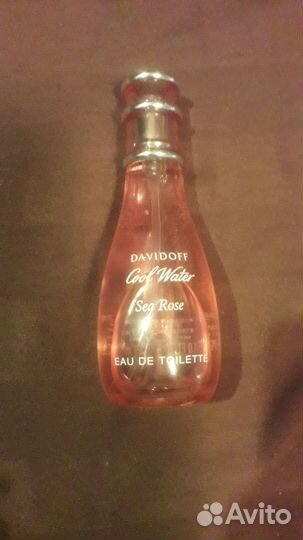 DAVIDOFF
Cool Water
Sea Rose
EAU DE TOILETTE
Avito